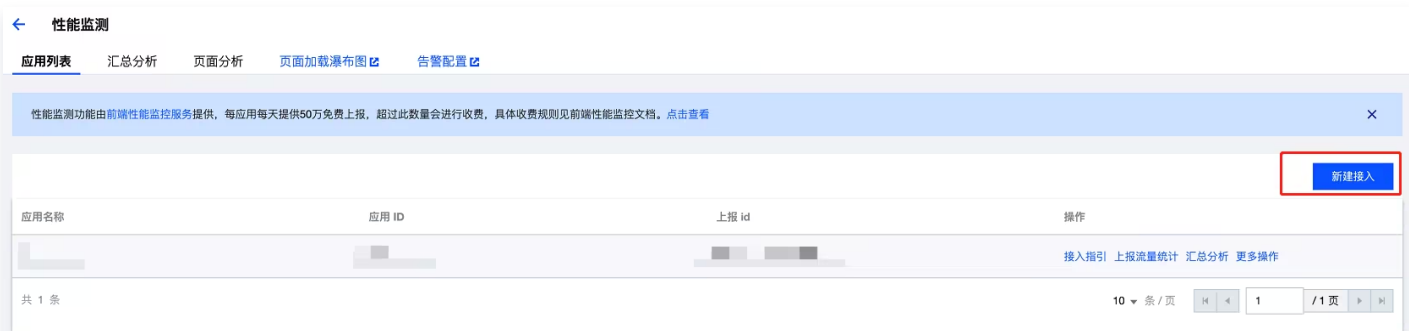 性能监测
应用列表 汇总分析 页面分析 页面加载瀑布图 告警配置
性能监测功能由前端性能监控服务提供，每应用每天提供50万免费上报，超过此数量会进行收费，具体收费规则见前端性能监控文档。点击查看
新建接入
应用名称 应用 ID 上报 id 操作
接入指引 上报流量统计 汇总分析 更多操作
共 1 条 10 条 / 页 1 / 1 页